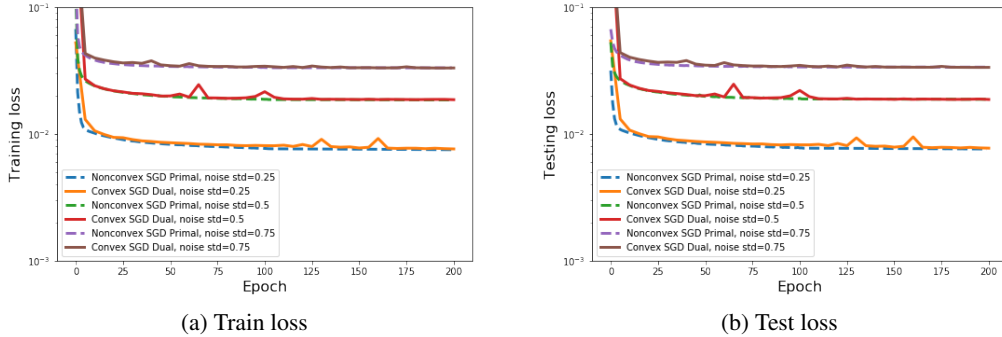 10⁻¹
10⁻²
10⁻³
Training loss
Nonconvex SGD Primal, noise std=0.25
Convex SGD Dual, noise std=0.25
Nonconvex SGD Primal, noise std=0.5
Convex SGD Dual, noise std=0.5
Nonconvex SGD Primal, noise std=0.75
Convex SGD Dual, noise std=0.75
0 25 50 75 100 125 150 175 200
Epoch
(a) Train loss
10⁻¹
10⁻²
10⁻³
Testing loss
Nonconvex SGD Primal, noise std=0.25
Convex SGD Dual, noise std=0.25
Nonconvex SGD Primal, noise std=0.5
Convex SGD Dual, noise std=0.5
Nonconvex SGD Primal, noise std=0.75
Convex SGD Dual, noise std=0.75
0 25 50 75 100 125 150 175 200
Epoch
(b) Test loss